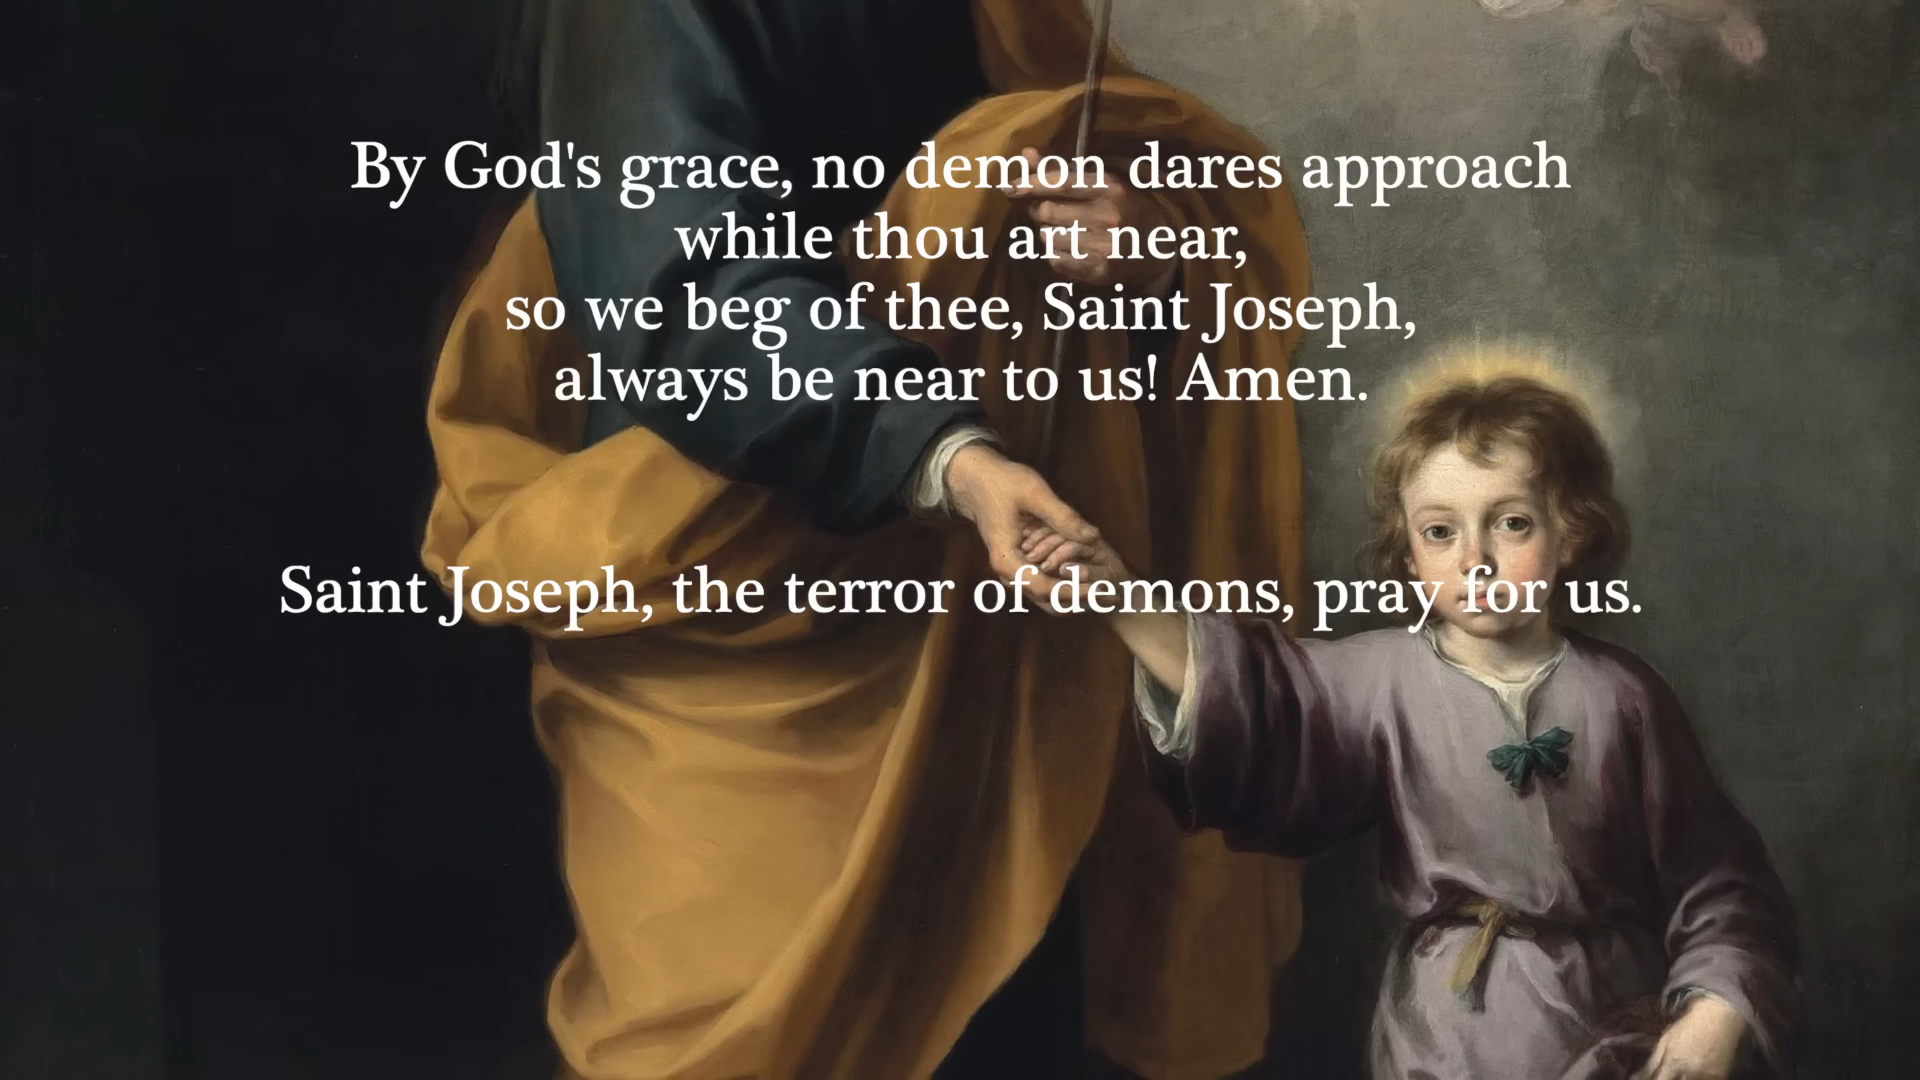 By God's grace, no demon dares approach
while thou art near,
so we beg of thee, Saint Joseph,
always be near to us! Amen.
Saint Joseph, the terror of demons, pray for us.